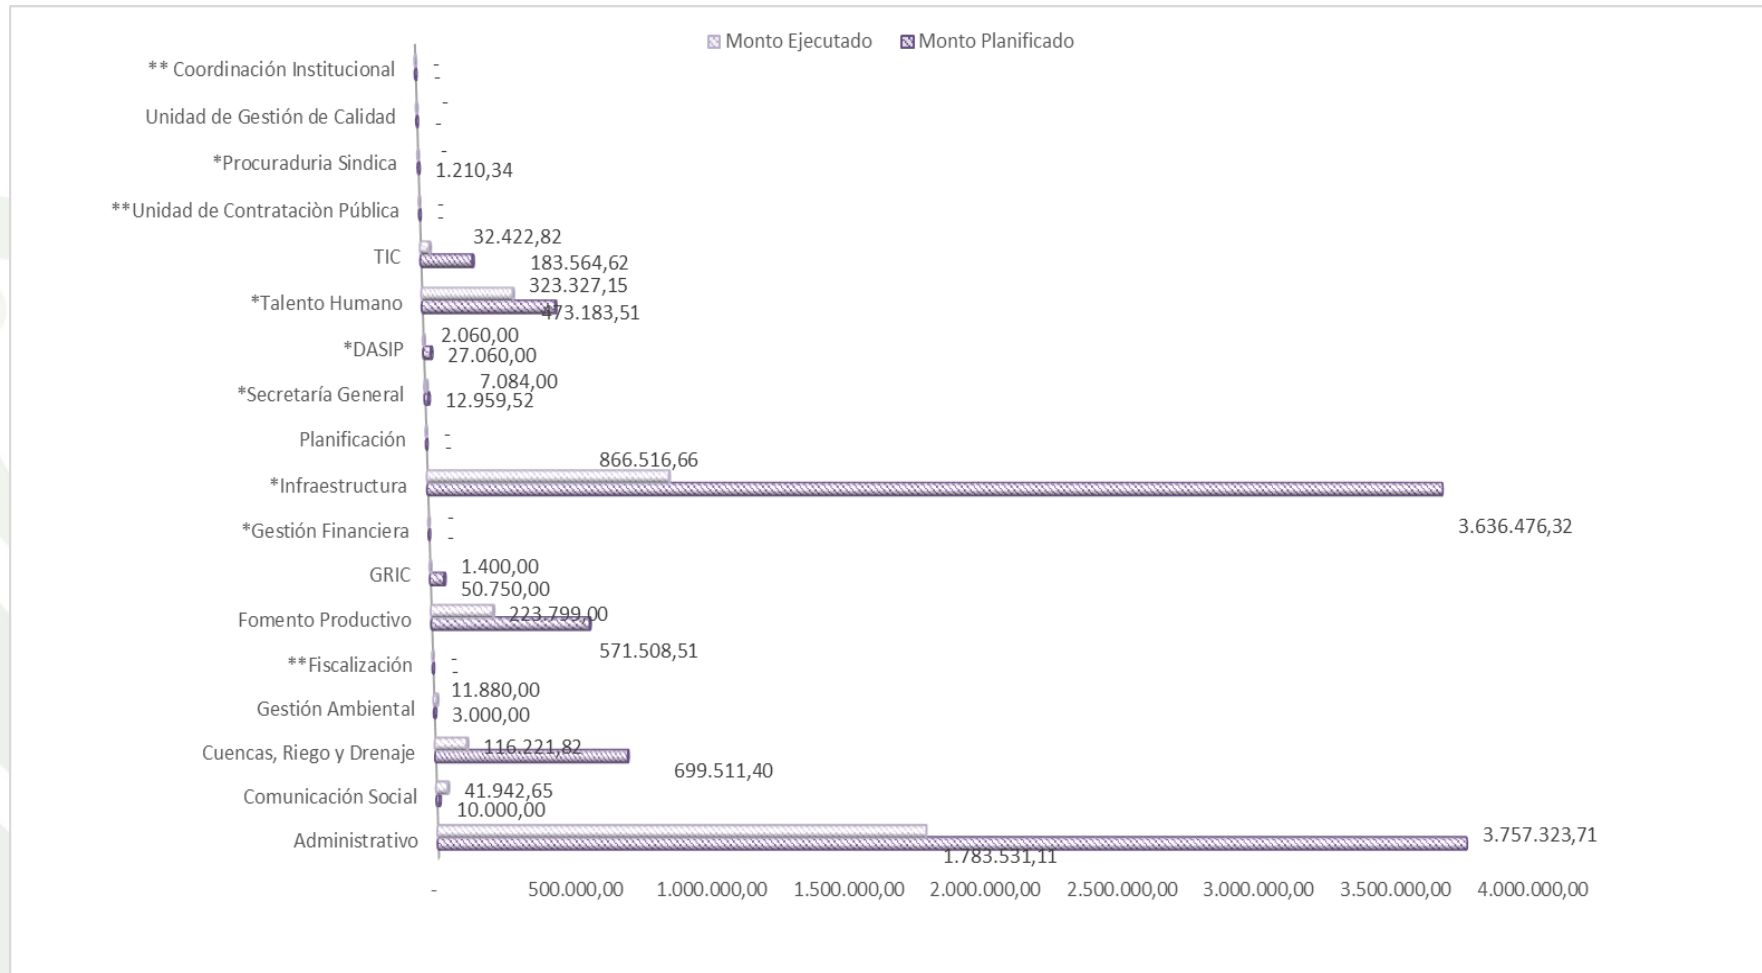 Monto Ejecutado Monto Planificado
** Coordinación Institucional
-
-
Unidad de Gestión de Calidad
-
-
*Procuraduria Sindica
-
1.210,34
**Unidad de Contrataciòn Pública
-
-
TIC
32.422,82
183.564,62
*Talento Humano
323.327,15
473.183,51
*DASIP
2.060,00
27.060,00
*Secretaría General
7.084,00
12.959,52
Planificación
-
-
*Infraestructura
866.516,66
3.636.476,32
*Gestión Financiera
-
-
GRIC
1.400,00
50.750,00
Fomento Productivo
223.799,00
571.508,51
**Fiscalización
-
-
Gestión Ambiental
11.880,00
3.000,00
Cuencas, Riego y Drenaje
116.221,82
699.511,40
Comunicación Social
41.942,65
10.000,00
Administrativo
3.757.323,71
1.783.531,11
- 500.000,00 1.000.000,00 1.500.000,00 2.000.000,00 2.500.000,00 3.000.000,00 3.500.000,00 4.000.000,00